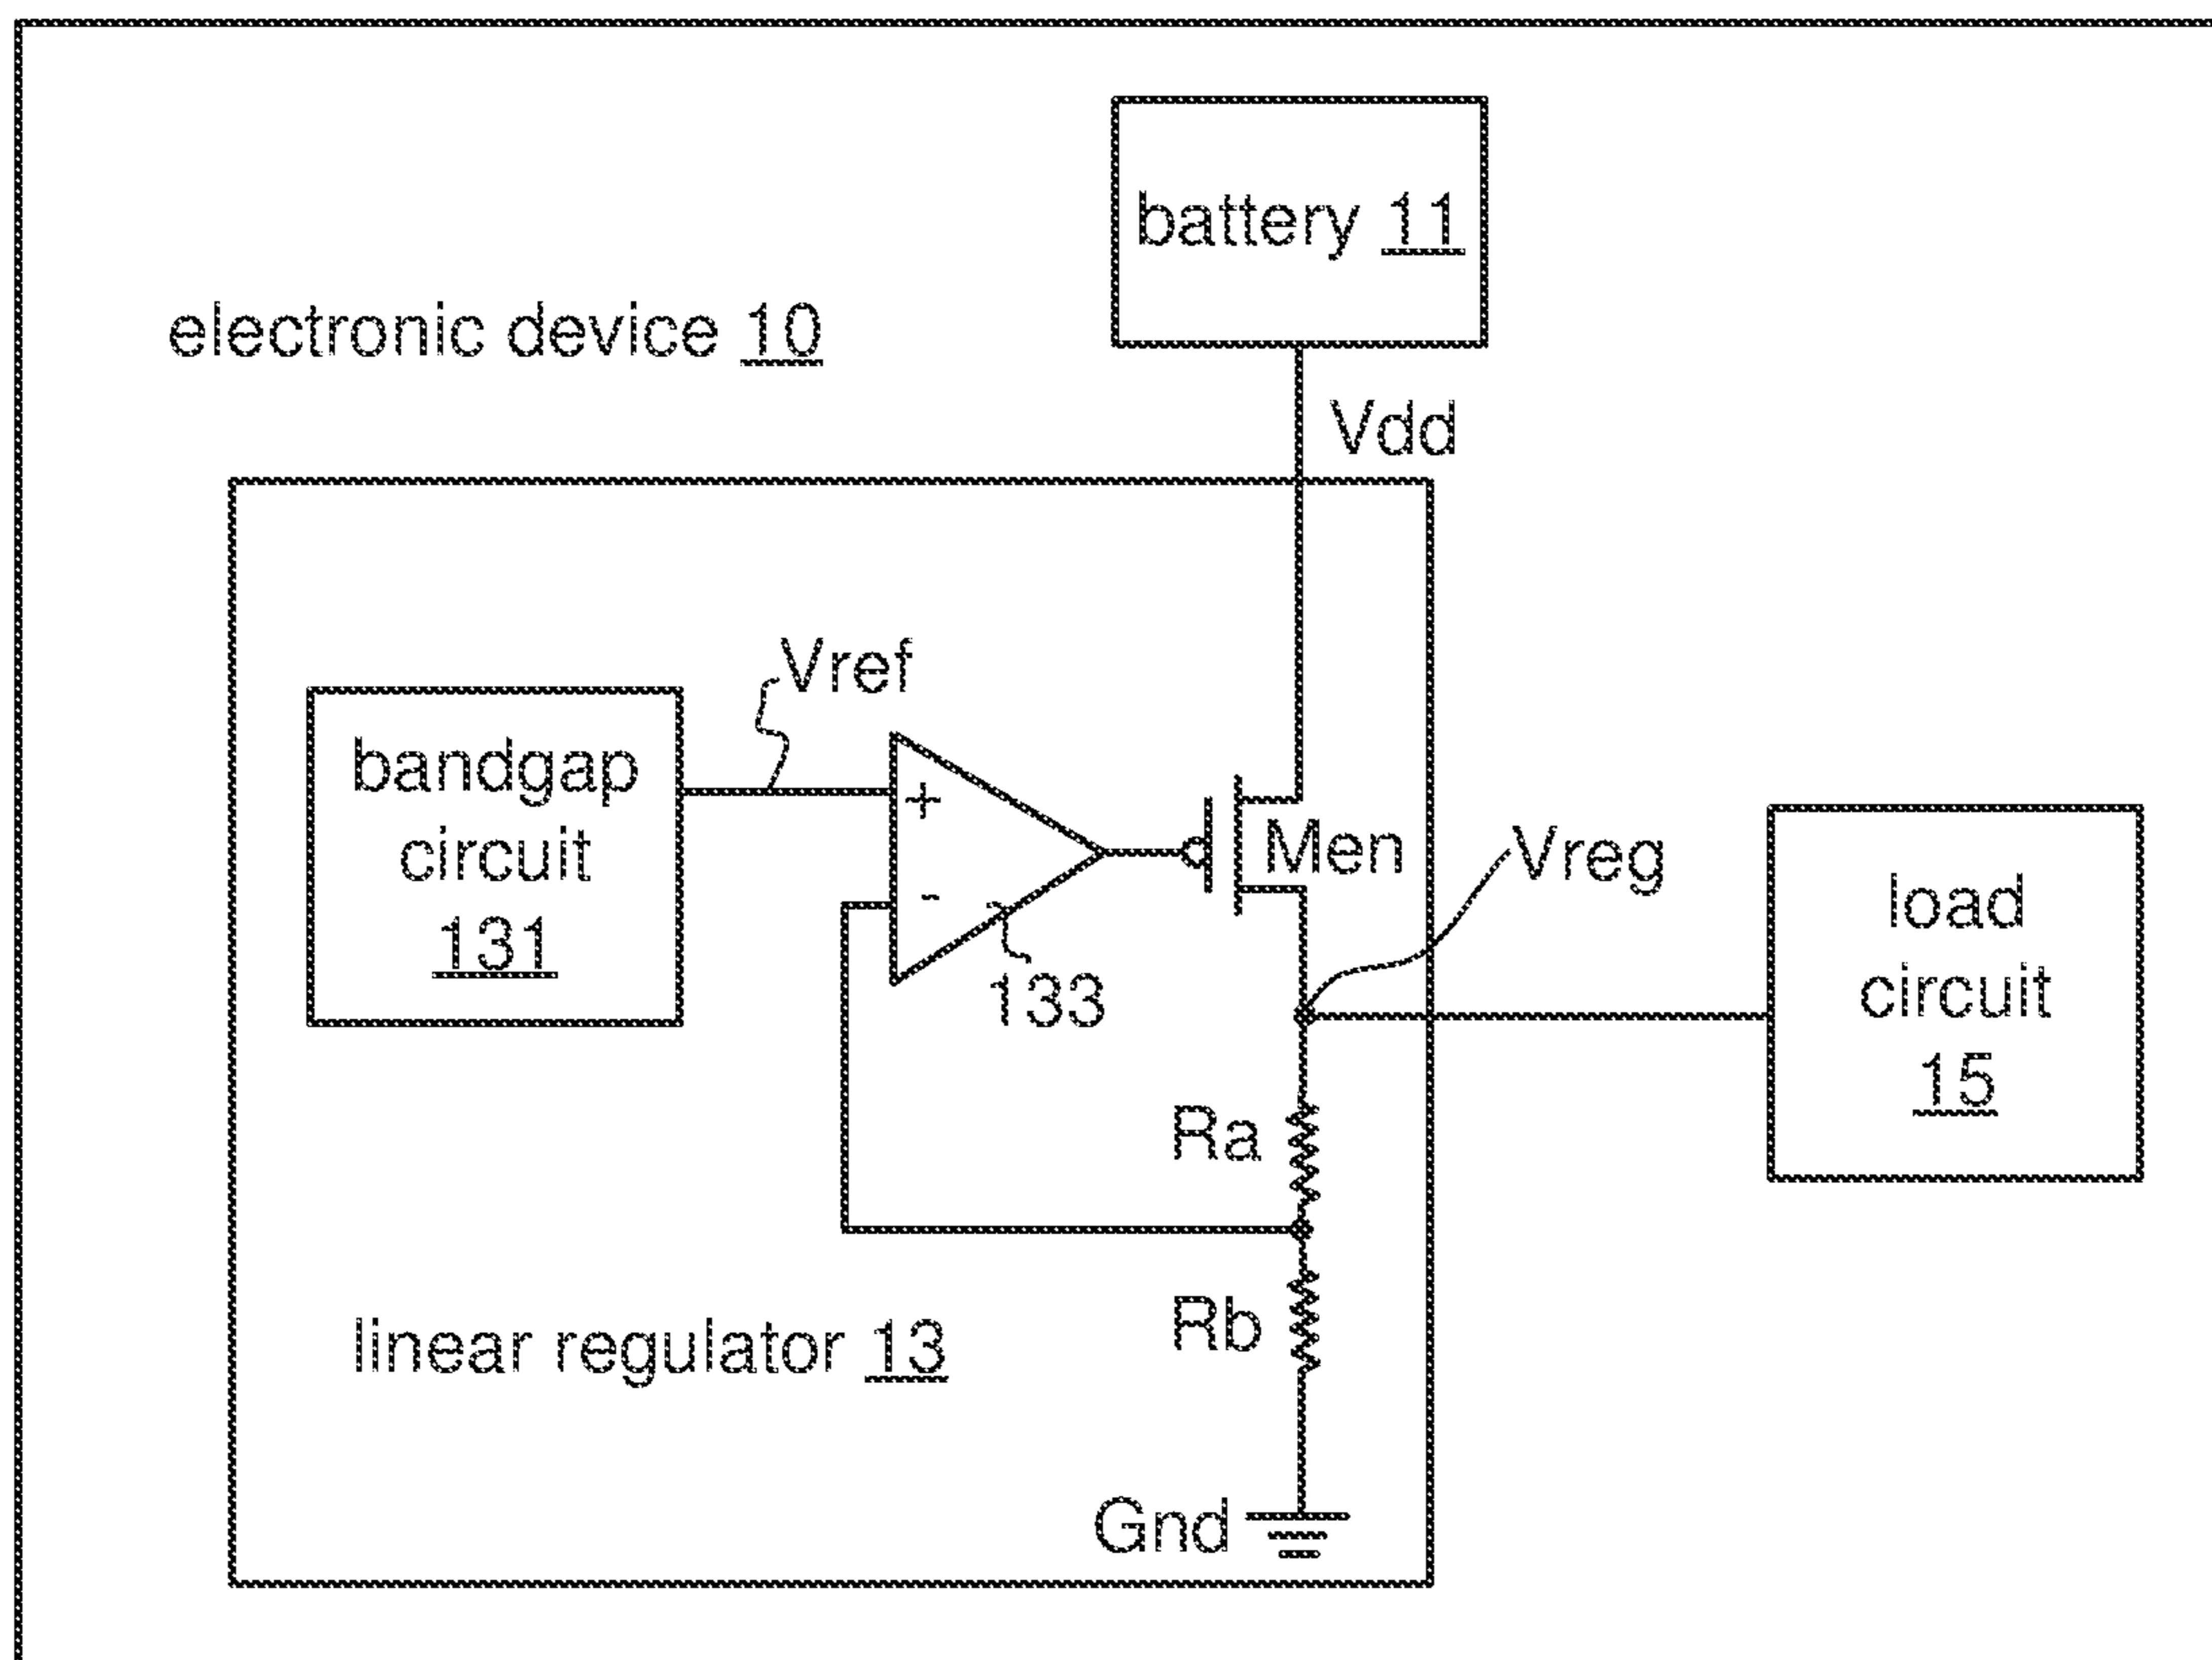 battery 11
electronic device 10
Vdd
Vref
bandgap
circuit
131
+
-
133
Men
Vreg
load
circuit
15
Ra
Rb
linear regulator 13
Gnd